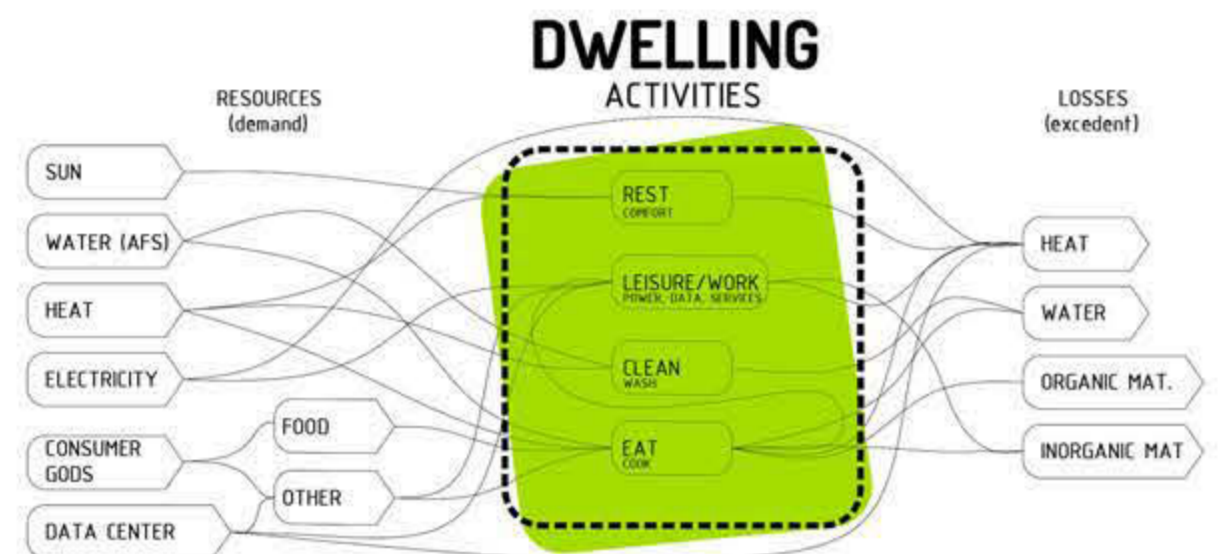 DWELLING
ACTIVITIES
RESOURCES
(demand)
LOSSES
(excedent)
SUN
WATER (AFS)
HEAT
ELECTRICITY
CONSUMER
GODS
FOOD
OTHER
DATA CENTER
REST
COMFORT
LEISURE/WORK
POWER, DATA, SERVICES
CLEAN
WASH
EAT
COOK
HEAT
WATER
ORGANIC MAT.
INORGANIC MAT